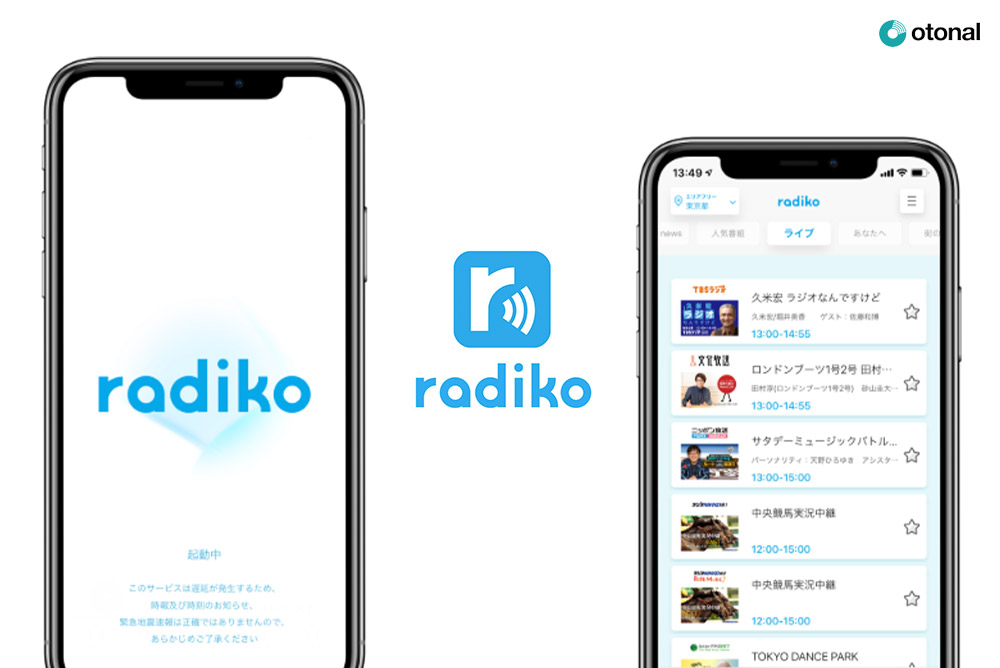 otonal
radiko
起動中
このサービスは遅延が発生するため、
時報及び時刻のお知らせ、
緊急地震速報は正確ではありませんので、
あらかじめご了承ください
radiko
13:49
エリアフリー
東京都
radiko
news
人気番組
ライブ
あなたへ
前の
TBSラジオ
久米宏 ラジオなんですけど
久米宏/堀井美香 ゲスト:佐藤和博
13:00-14:55
文化放送
ロンドンブーツ1号2号 田村…
田村淳(ロンドンブーツ1号2号) 砂山圭大…
13:00-14:55
ニッポン放送
サタデーミュージックバトル...
パーソナリティ:天野ひろゆき アシスタ…
13:00-15:00
中央競馬実況中継
12:00-15:00
中央競馬実況中継
12:00-15:00
TOKYO DANCE PARK